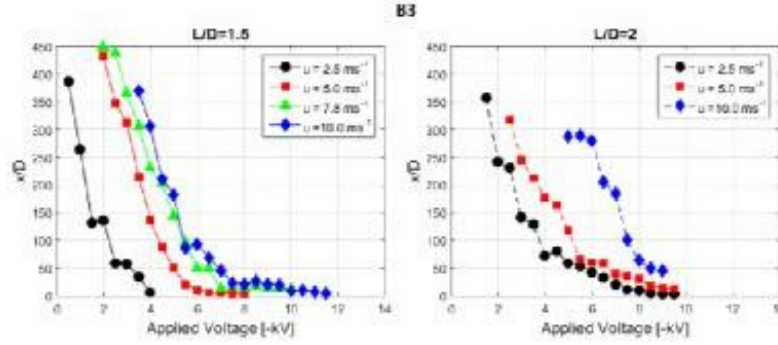 B3
L/D=1.5
450
400
350
300
250
200
150
100
50
0
x/D
0 2 4 6 8 10 12 14
Applied Voltage [-kV]
u = 2.5 ms⁻¹
u = 5.0 ms⁻¹
u = 7.5 ms⁻¹
u = 10.0 ms⁻¹
L/D=2
450
400
350
300
250
200
150
100
50
0
x/D
0 2 4 6 8 10 12 14
Applied Voltage [-kV]
u = 2.5 ms⁻¹
u = 5.0 ms⁻¹
u = 10.0 ms⁻¹